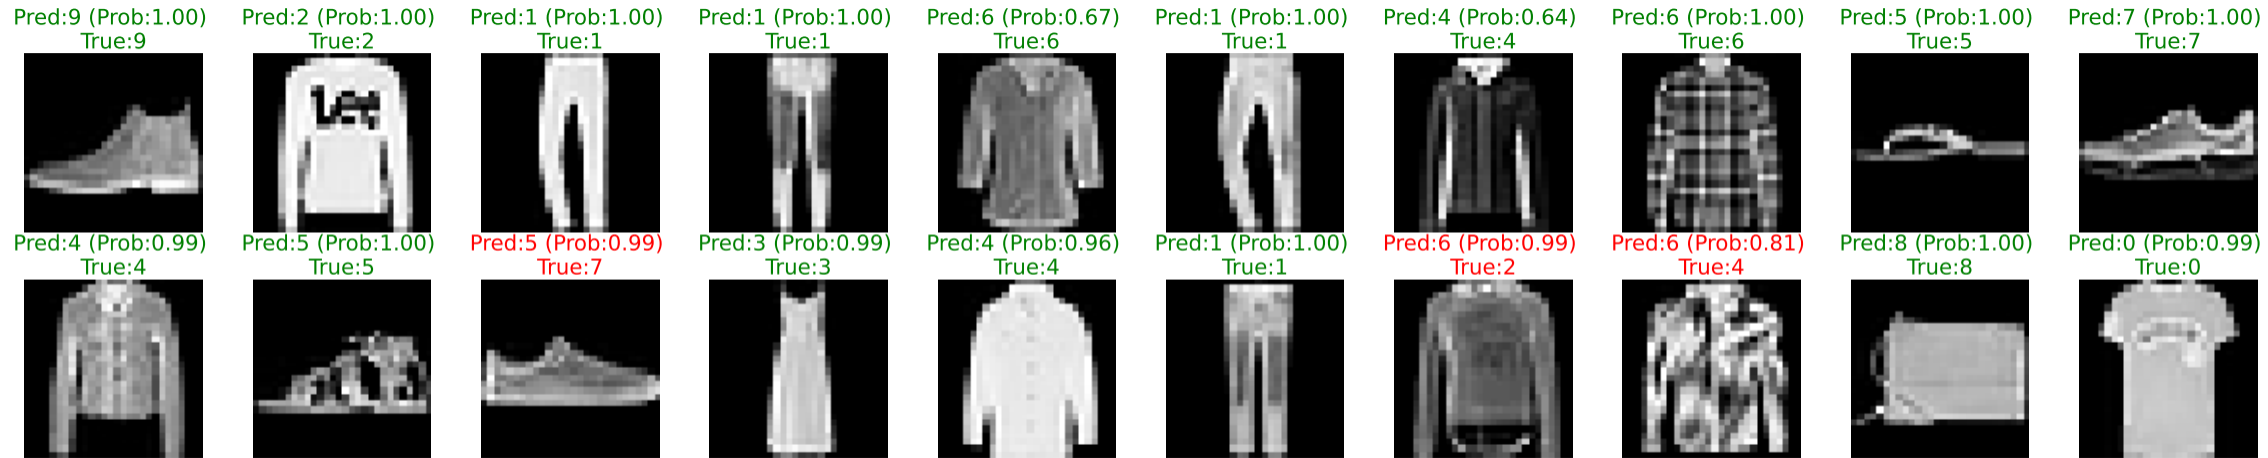 Pred:9 (Prob:1.00) Pred:2 (Prob:1.00) Pred:1 (Prob:1.00) Pred:1 (Prob:1.00) Pred:6 (Prob:0.67) Pred:1 (Prob:1.00) Pred:4 (Prob:0.64) Pred:6 (Prob:1.00) Pred:5 (Prob:1.00) Pred:7 (Prob:1.00)
True:9 True:2 True:1 True:1 True:6 True:1 True:4 True:6 True:5 True:7
Lee
Pred:4 (Prob:0.99) Pred:5 (Prob:1.00) Pred:5 (Prob:0.99) Pred:3 (Prob:0.99) Pred:4 (Prob:0.96) Pred:1 (Prob:1.00) Pred:6 (Prob:0.99) Pred:6 (Prob:0.81) Pred:8 (Prob:1.00) Pred:0 (Prob:0.99)
True:4 True:5 True:7 True:3 True:4 True:1 True:2 True:4 True:8 True:0